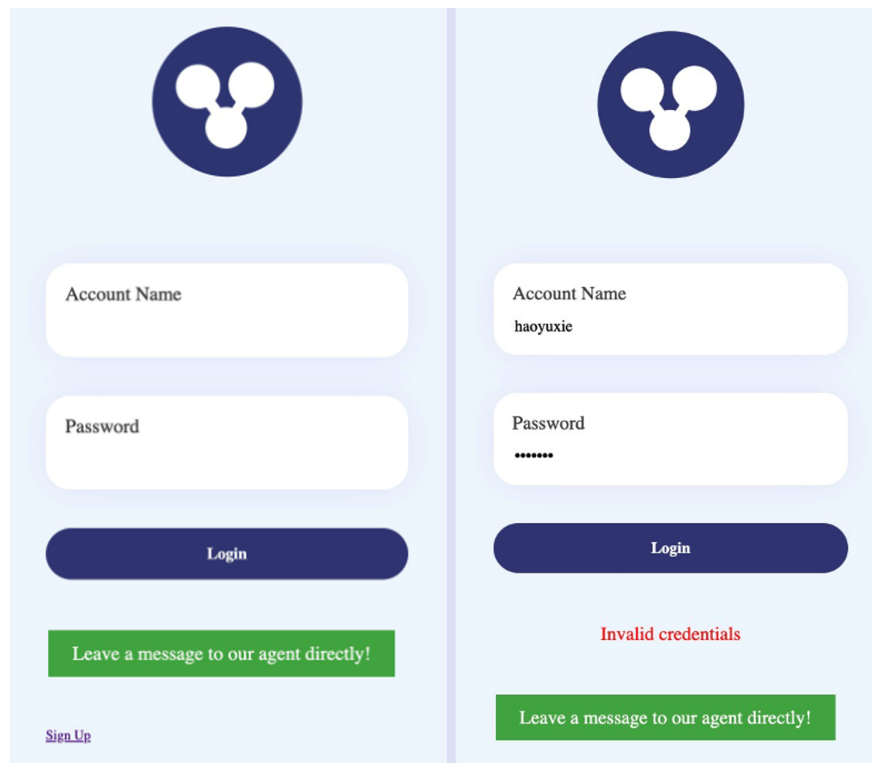 Account Name
Password
Login
Leave a message to our agent directly!
Sign Up
Account Name
haoyuxie
Password
•••••••
Login
Invalid credentials
Leave a message to our agent directly!